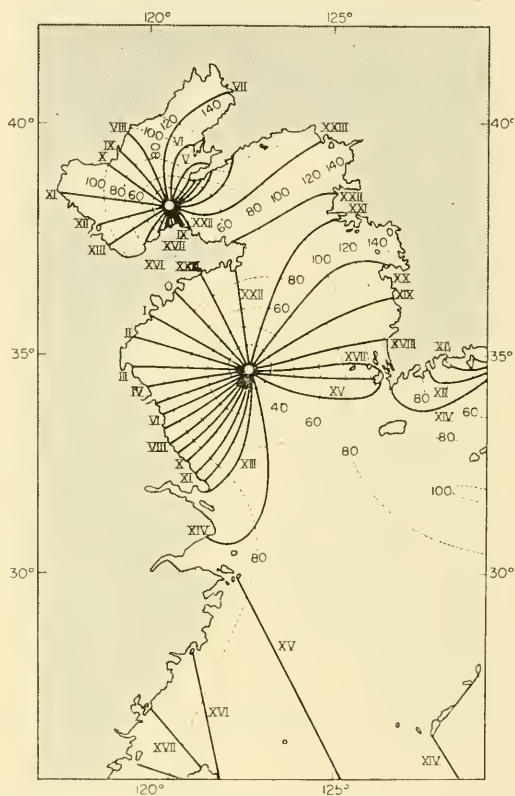 120° 125°
VII
140
120
40° VIII 100 XXIII 40°
IX 80 VI 140
X V 120
100 80 60 100
XI 80 XXII
XXII 60 XXI
XII IX 120 140
XIII XVII 100
XVI 80 XX
XXII 60 XIX
O
I
II XVIII
35° XVII XII 35°
III
IV XV XIII
40 80
VI 60 XIV 60
VIII 80 80
X XIII
XI 100
XIV
80
30° 30°
XV
XVI
XVII XIV
120° 125°